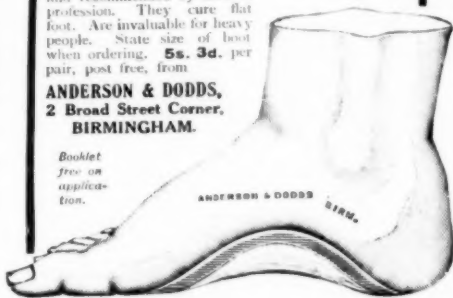 profession. They cure flat
foot. Are invaluable for heavy
people. State size of boot
when ordering. 5s. 3d. per
pair, post free, from
ANDERSON & DODDS,
2 Broad Street Corner,
BIRMINGHAM.
Booklet
free on
applica-
tion.
ANDERSON & DODDS
BIRM.